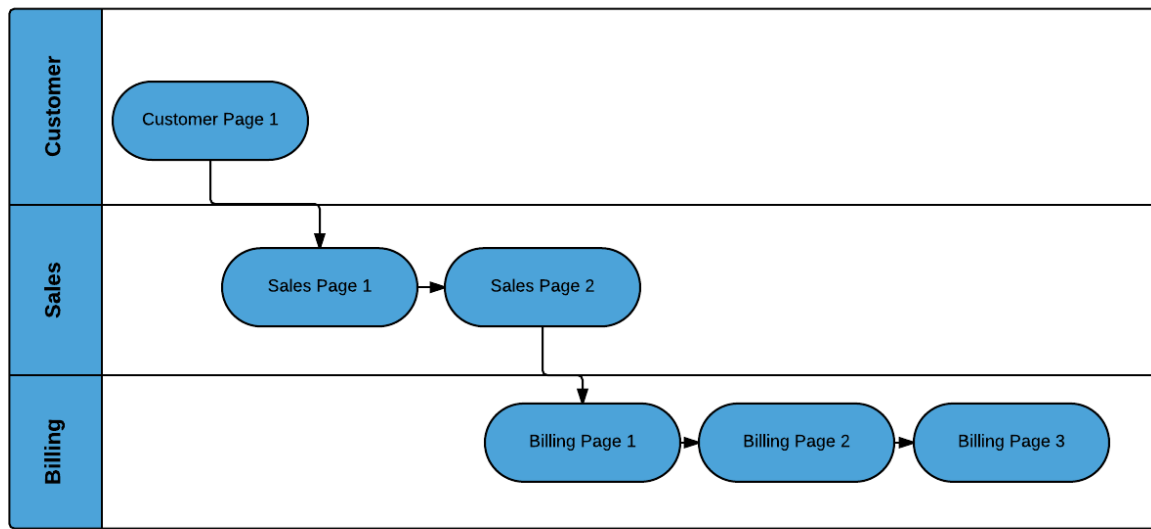 Customer
Customer Page 1
Sales
Sales Page 1
Sales Page 2
Billing
Billing Page 1
Billing Page 2
Billing Page 3